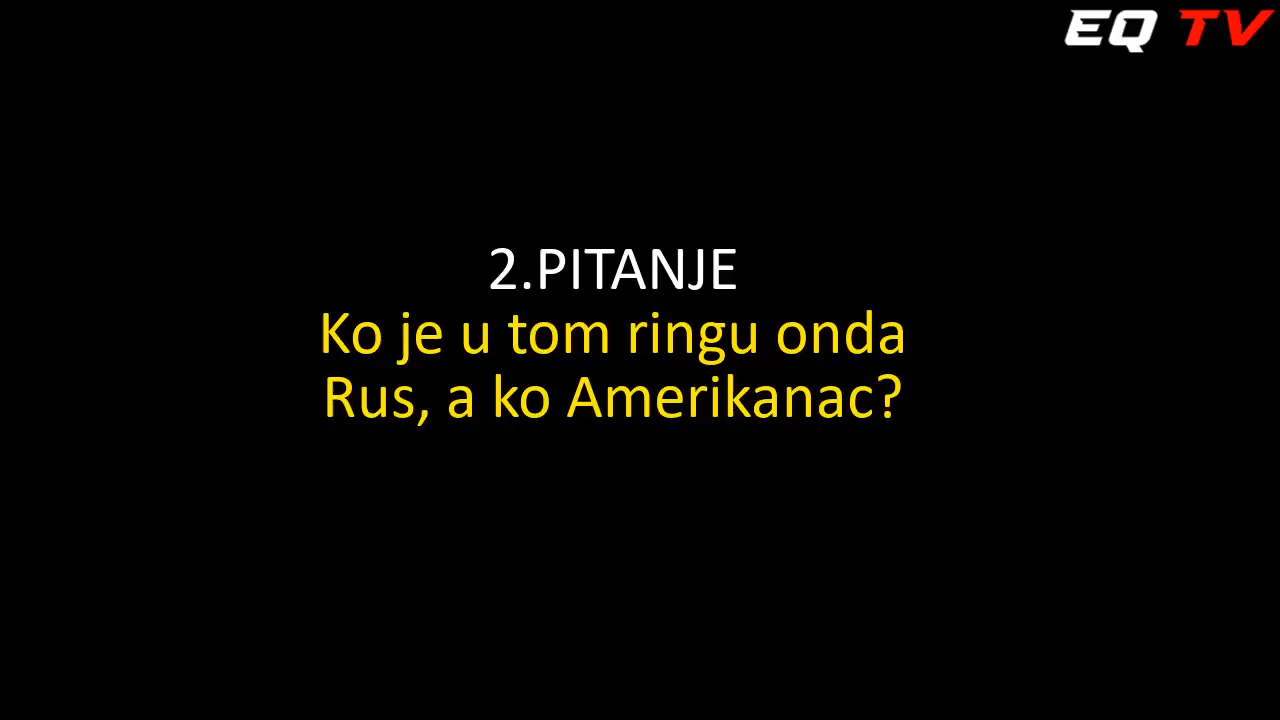 EQ TV
2.PITANJE
Ko je u tom ringu onda
Rus, a ko Amerikanac?